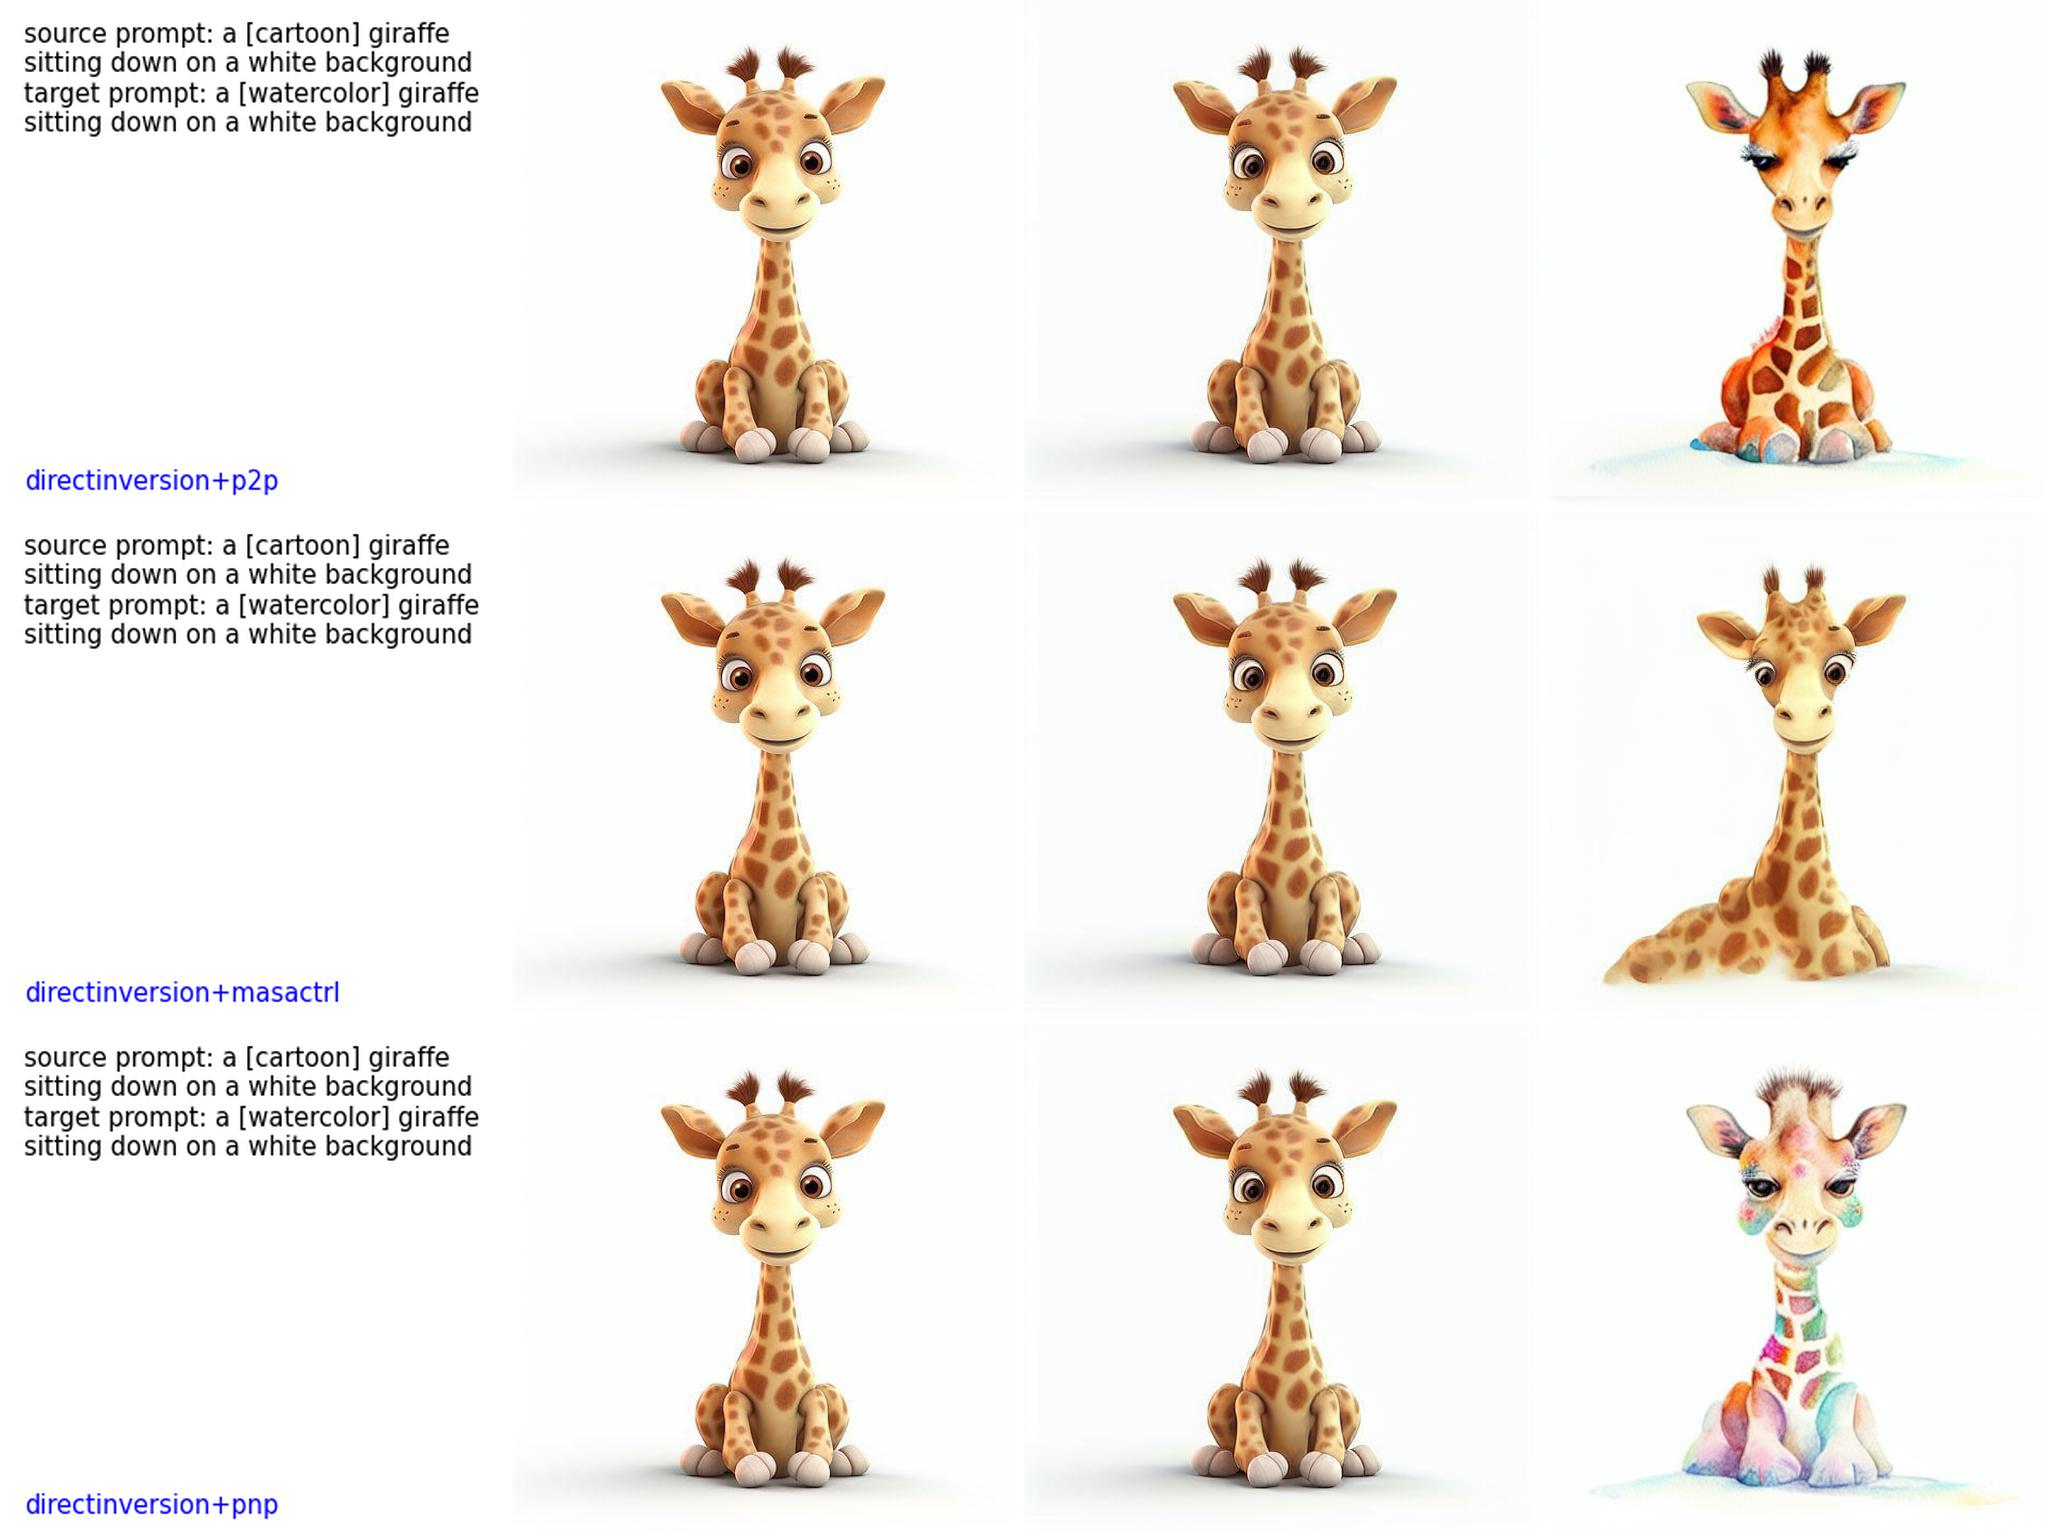 source prompt: a [cartoon] giraffe
sitting down on a white background
target prompt: a [watercolor] giraffe
sitting down on a white background
directinversion+p2p
source prompt: a [cartoon] giraffe
sitting down on a white background
target prompt: a [watercolor] giraffe
sitting down on a white background
directinversion+masactrl
source prompt: a [cartoon] giraffe
sitting down on a white background
target prompt: a [watercolor] giraffe
sitting down on a white background
directinversion+pnp